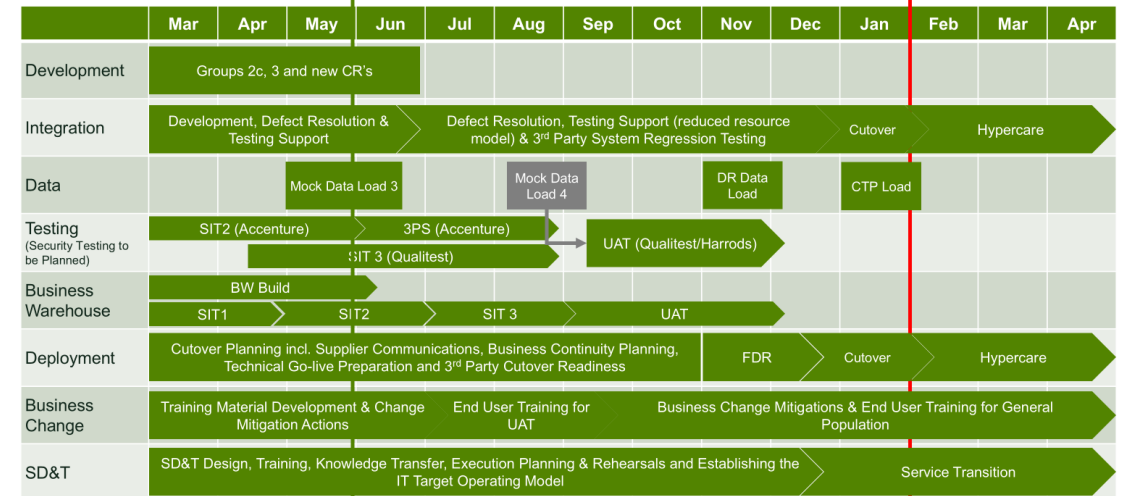 Mar Apr May Jun Jul Aug Sep Oct Nov Dec Jan Feb Mar Apr
Development
Groups 2c, 3 and new CR’s
Integration
Development, Defect Resolution &
Testing Support
Defect Resolution, Testing Support (reduced resource
model) & 3rd Party System Regression Testing
Cutover
Hypercare
Data
Mock Data Load 3
Mock Data
Load 4
DR Data
Load
CTP Load
Testing
(Security Testing to
be Planned)
SIT2 (Accenture)
3PS (Accenture)
SIT 3 (Qualitest)
UAT (Qualitest/Harrods)
Business
Warehouse
BW Build
SIT1
SIT2
SIT 3
UAT
Deployment
Cutover Planning incl. Supplier Communications, Business Continuity Planning,
Technical Go-live Preparation and 3rd Party Cutover Readiness
FDR
Cutover
Hypercare
Business
Change
Training Material Development & Change
Mitigation Actions
End User Training for
UAT
Business Change Mitigations & End User Training for General
Population
SD&T
SD&T Design, Training, Knowledge Transfer, Execution Planning & Rehearsals and Establishing the
IT Target Operating Model
Service Transition